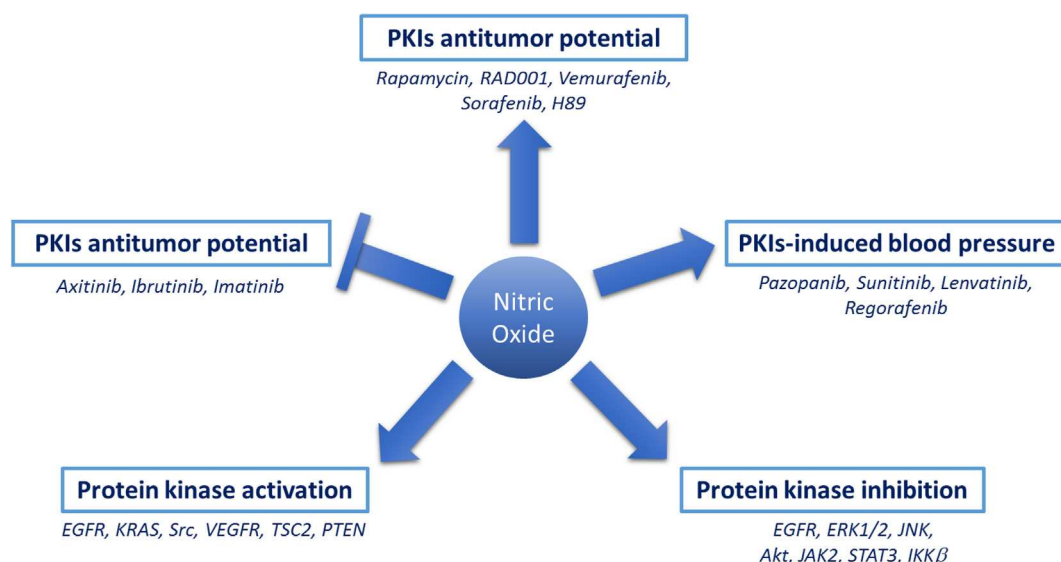 PKIs antitumor potential
Rapamycin, RAD001, Vemurafenib,
Sorafenib, H89
PKIs antitumor potential
Axitinib, Ibrutinib, Imatinib
PKIs-induced blood pressure
Pazopanib, Sunitinib, Lenvatinib,
Regorafenib
Nitric
Oxide
Protein kinase activation
EGFR, KRAS, Src, VEGFR, TSC2, PTEN
Protein kinase inhibition
EGFR, ERK1/2, JNK,
Akt, JAK2, STAT3, IKKβ